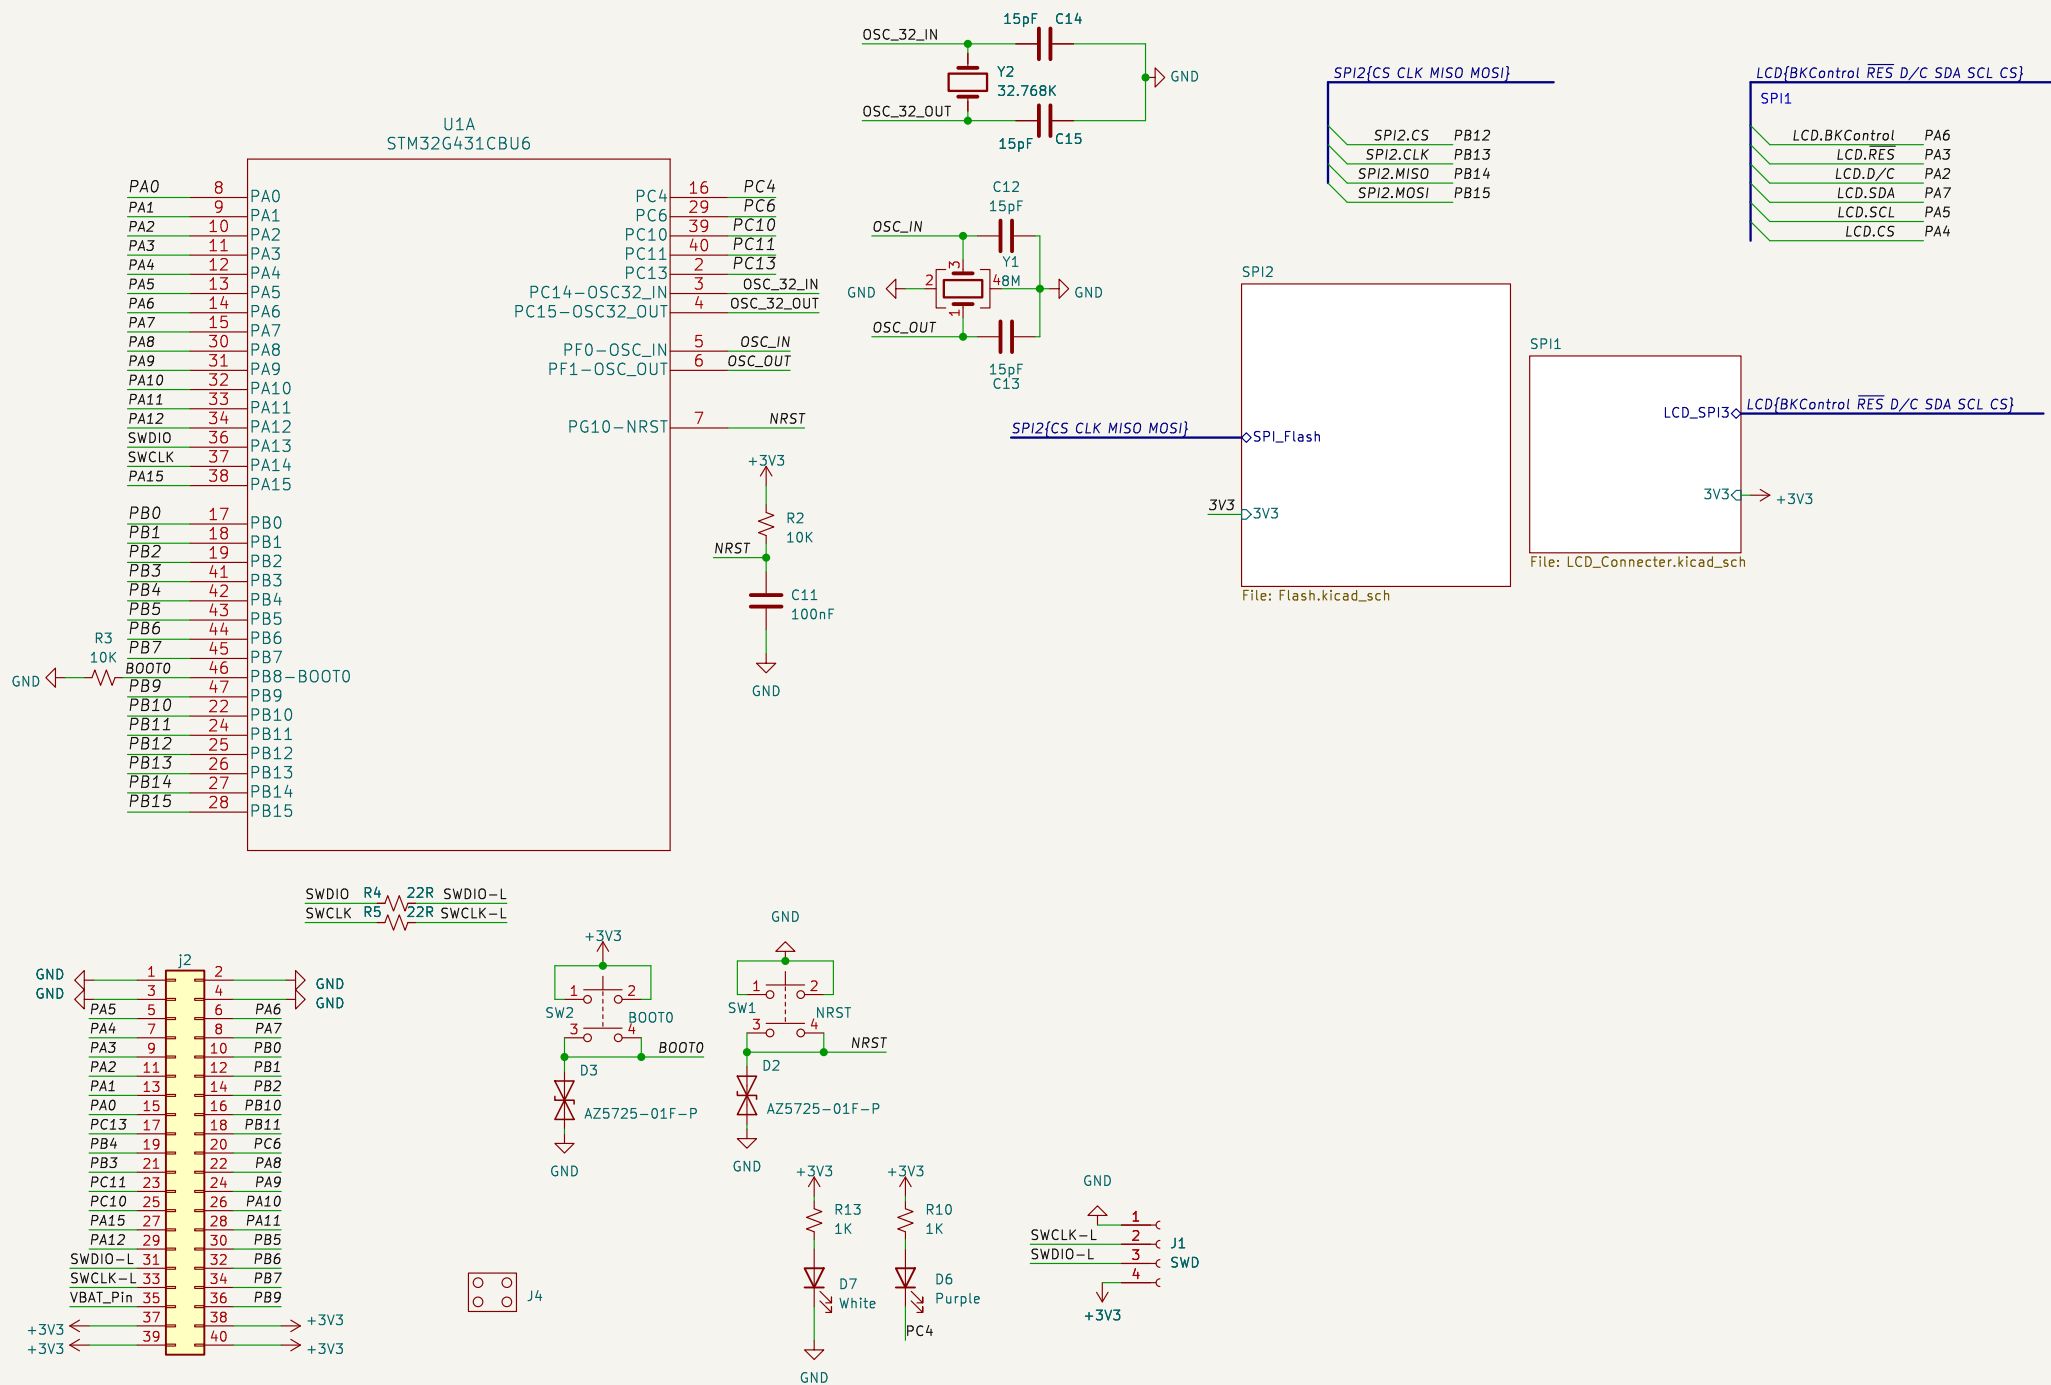 U1A
STM32G431CBU6
PA0 8 PA0
PA1 9 PA1
PA2 10 PA2
PA3 11 PA3
PA4 12 PA4
PA5 13 PA5
PA6 14 PA6
PA7 15 PA7
PA8 30 PA8
PA9 31 PA9
PA10 32 PA10
PA11 33 PA11
PA12 34 PA12
SWDIO 36 PA13
SWCLK 37 PA14
PA15 38 PA15
PB0 17 PB0
PB1 18 PB1
PB2 19 PB2
PB3 41 PB3
PB4 42 PB4
PB5 43 PB5
PB6 44 PB6
PB7 45 PB7
R3
10K
GND
BOOT0 46 PB8-BOOT0
PB9 47 PB9
PB10 22 PB10
PB11 24 PB11
PB12 25 PB12
PB13 26 PB13
PB14 27 PB14
PB15 28 PB15
PC4 16 PC4
PC6 29 PC6
PC10 39 PC10
PC11 40 PC11
PC13 2 PC13
PC14-OSC32_IN 3 OSC_32_IN
PC15-OSC32_OUT 4 OSC_32_OUT
PF0-OSC_IN 5 OSC_IN
PF1-OSC_OUT 6 OSC_OUT
PG10-NRST 7 NRST
+3V3
R2
10K
NRST
C11
100nF
GND
15pF C14
OSC_32_IN
Y2
32.768K
GND
OSC_32_OUT
15pF C15
C12
15pF
OSC_IN
3
Y1
8M
GND 2 4 GND
1
OSC_OUT
15pF
C13
SPI2{CS CLK MISO MOSI}
SPI2.CS PB12
SPI2.CLK PB13
SPI2.MISO PB14
SPI2.MOSI PB15
LCD{BKControl RES D/C SDA SCL CS}
SPI1
LCD.BKControl PA6
LCD.RES PA3
LCD.D/C PA2
LCD.SDA PA7
LCD.SCL PA5
LCD.CS PA4
SPI2
SPI2{CS CLK MISO MOSI} SPI_Flash
3V3 3V3
File: Flash.kicad_sch
SPI1
LCD_SPI3 LCD{BKControl RES D/C SDA SCL CS}
3V3 +3V3
File: LCD_Connecter.kicad_sch
SWDIO R4 22R SWDIO-L
SWCLK R5 22R SWCLK-L
j2
GND 1 2 GND
GND 3 4 GND
PA5 5 6 PA6
PA4 7 8 PA7
PA3 9 10 PB0
PA2 11 12 PB1
PA1 13 14 PB2
PA0 15 16 PB10
PC13 17 18 PB11
PB4 19 20 PC6
PB3 21 22 PA8
PC11 23 24 PA9
PC10 25 26 PA10
PA15 27 28 PA11
PA12 29 30 PB5
SWDIO-L 31 32 PB6
SWCLK-L 33 34 PB7
VBAT_Pin 35 36 PB9
+3V3 37 38 +3V3
+3V3 39 40 +3V3
+3V3
1 2
SW2
BOOT0
3 4
BOOT0
D3
AZ5725-01F-P
GND
GND
1 2
SW1
NRST
3 4
NRST
D2
AZ5725-01F-P
GND
J4
+3V3
R13
1K
D7
White
GND
+3V3
R10
1K
D6
Purple
PC4
GND
1
SWCLK-L 2
J1
SWDIO-L 3
SWD
4
+3V3